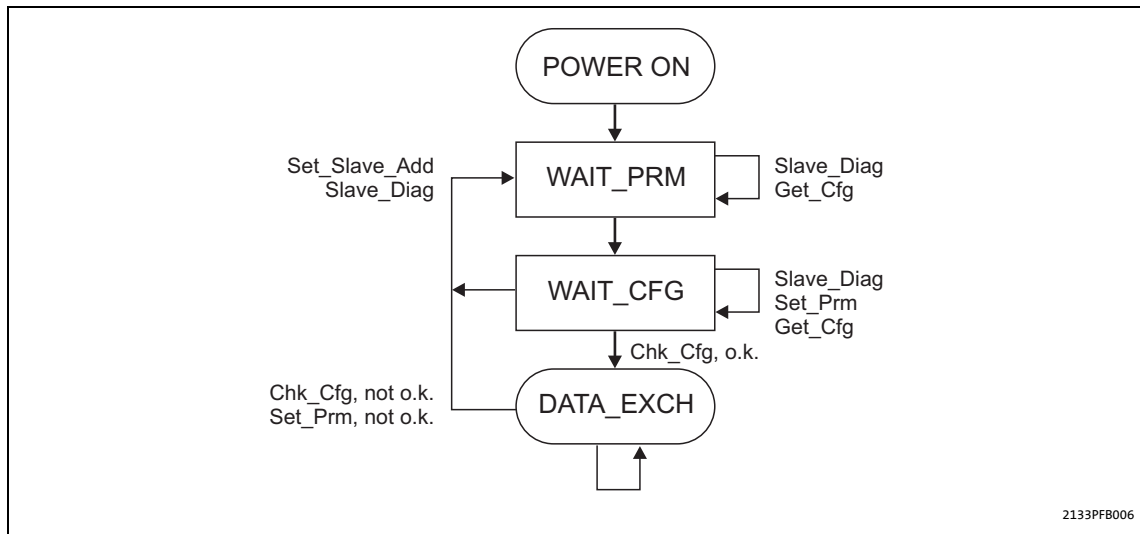 POWER ON
Set_Slave_Add
Slave_Diag
WAIT_PRM
Slave_Diag
Get_Cfg
WAIT_CFG
Slave_Diag
Set_Prm
Get_Cfg
Chk_Cfg, o.k.
Chk_Cfg, not o.k.
Set_Prm, not o.k.
DATA_EXCH
2133PFB006